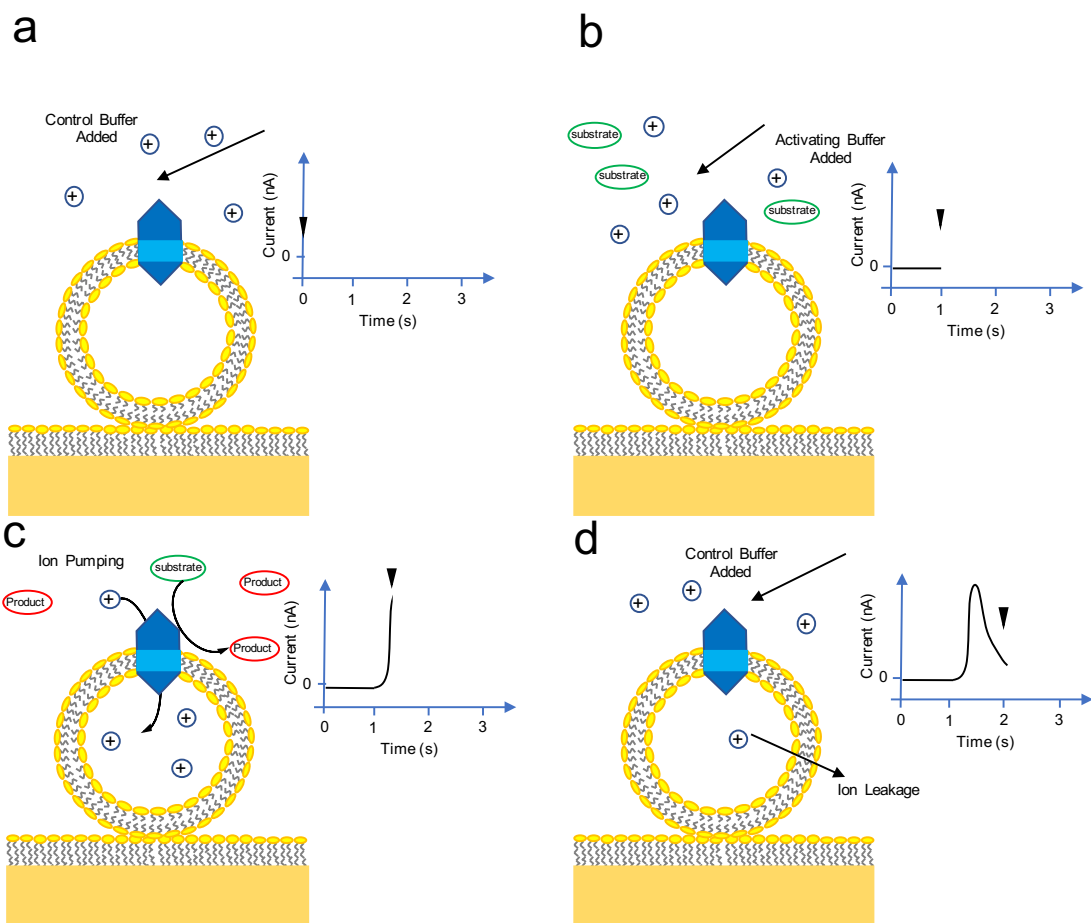 a
Control Buffer
Added
+
+
+
+
Current (nA)
0
0
1
2
3
Time (s)
b
substrate
substrate
substrate
+
+
+
+
Activating Buffer
Added
Current (nA)
0
0
1
2
3
Time (s)
c
Ion Pumping
substrate
Product
Product
Product
+
+
+
+
Current (nA)
0
0
1
2
3
Time (s)
d
Control Buffer
Added
+
+
+
+
Ion Leakage
Current (nA)
0
0
1
2
3
Time (s)